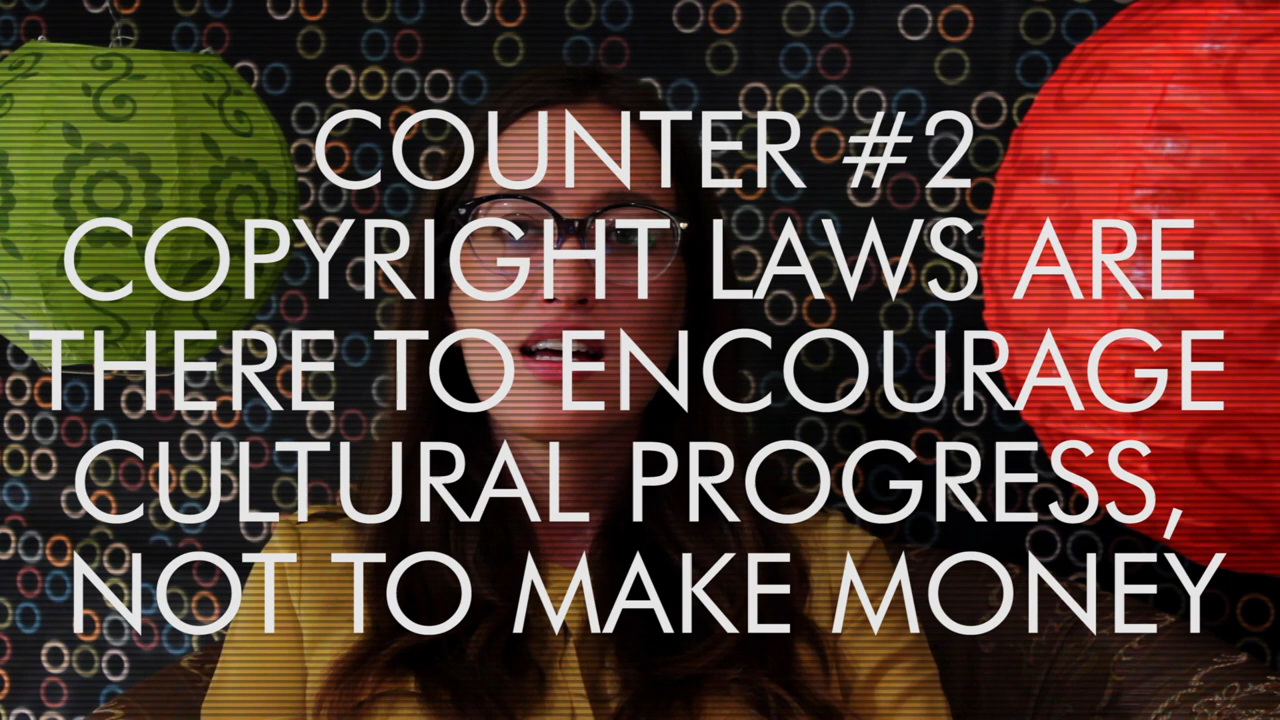 COUNTER #2
COPYRIGHT LAWS ARE
THERE TO ENCOURAGE
CULTURAL PROGRESS,
NOT TO MAKE MONEY